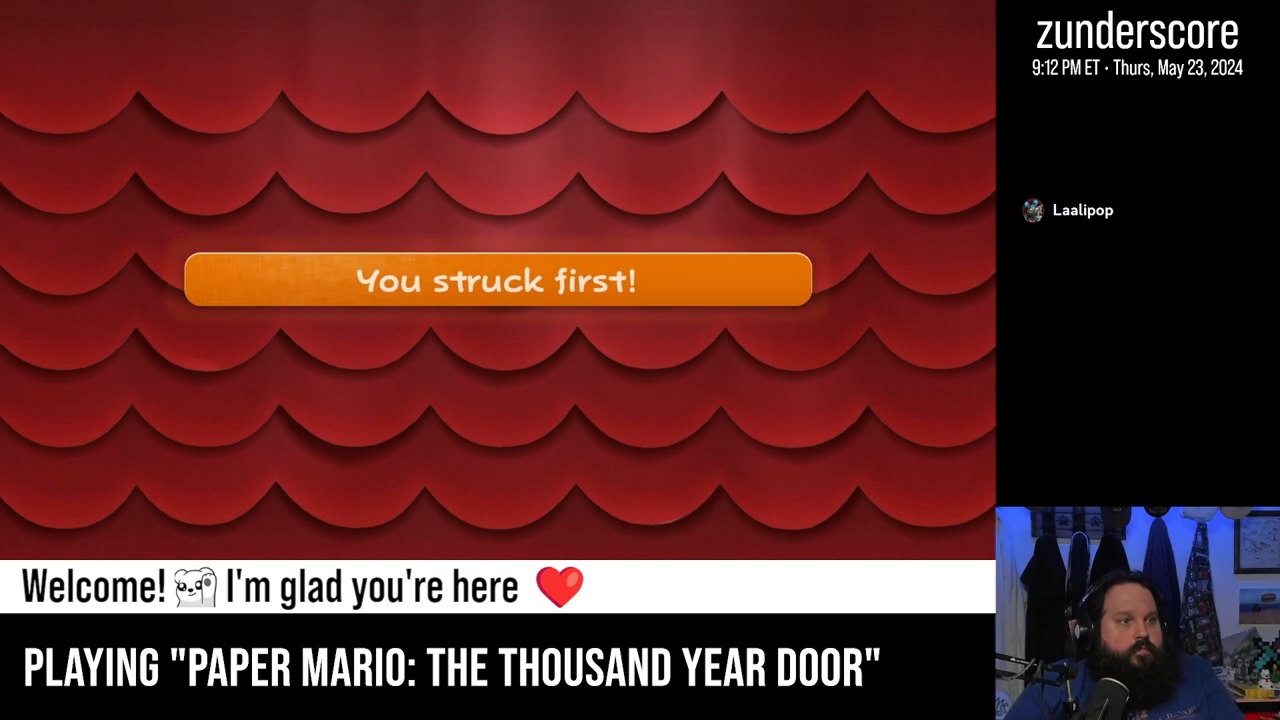 zunderscore
9:12 PM ET · Thurs, May 23, 2024
Laalipop
You struck first!
Welcome! I'm glad you're here
PLAYING "PAPER MARIO: THE THOUSAND YEAR DOOR"